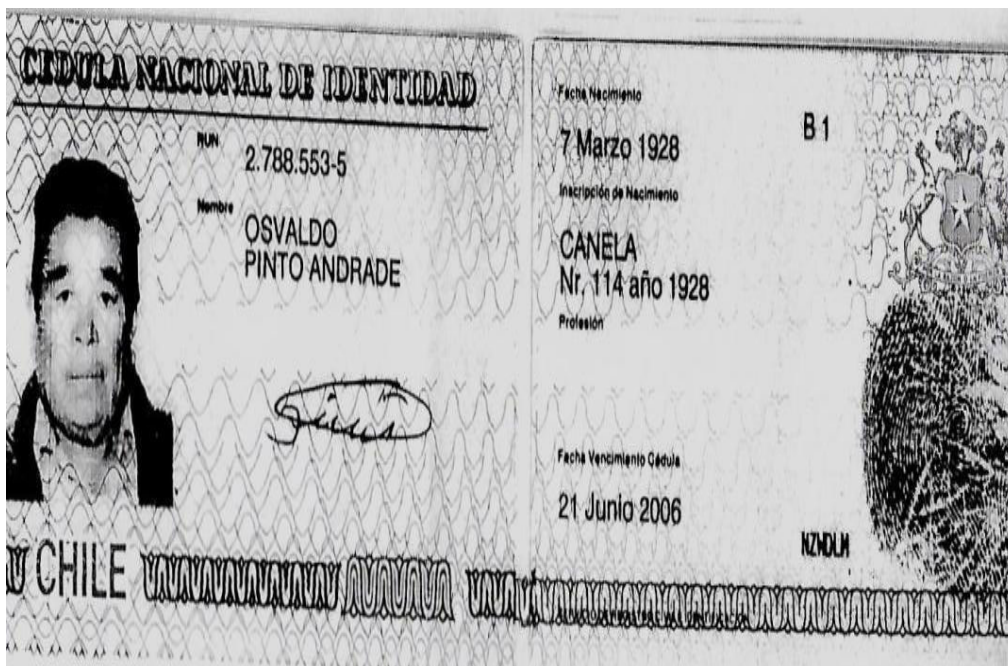 CEDULA NACIONAL DE IDENTIDAD
RUN
2.788.553-5
Nombre
OSVALDO
PINTO ANDRADE
CHILE
Fecha Nacimiento
7 Marzo 1928
B 1
Inscripción de Nacimiento
CANELA
Nr. 114 año 1928
Profesión
Fecha Vencimiento Cédula
21 Junio 2006